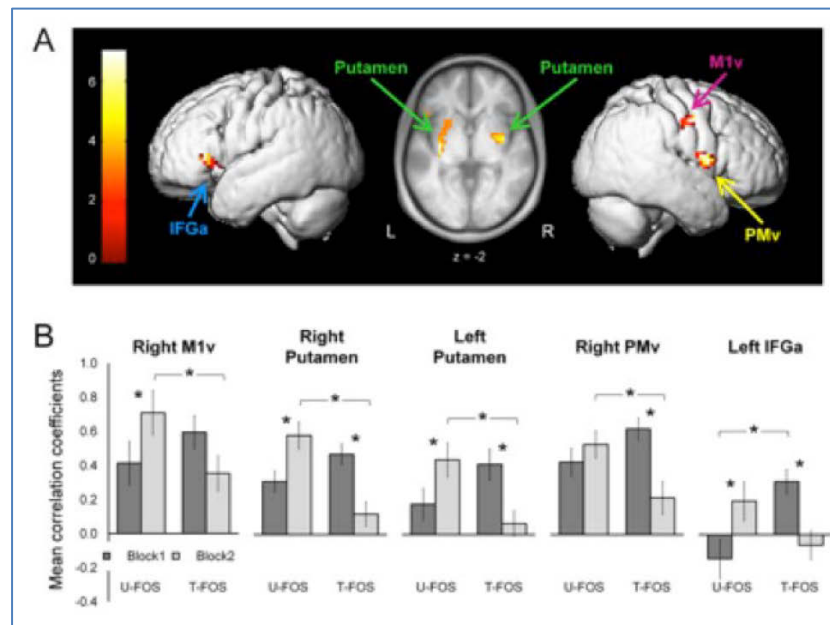 A
6
4
2
0
Putamen
Putamen
M1v
IFGa
PMv
L
R
z = -2
B
Mean correlation coefficients
1.0
0.8
0.6
0.4
0.2
0.0
-0.2
-0.4
Right M1v
Right
Putamen
Left
Putamen
Right PMv
Left IFGa
*
*
*
*
*
*
*
*
*
*
*
*
*
Block1
Block2
U-FOS
T-FOS
U-FOS
T-FOS
U-FOS
T-FOS
U-FOS
T-FOS
U-FOS
T-FOS